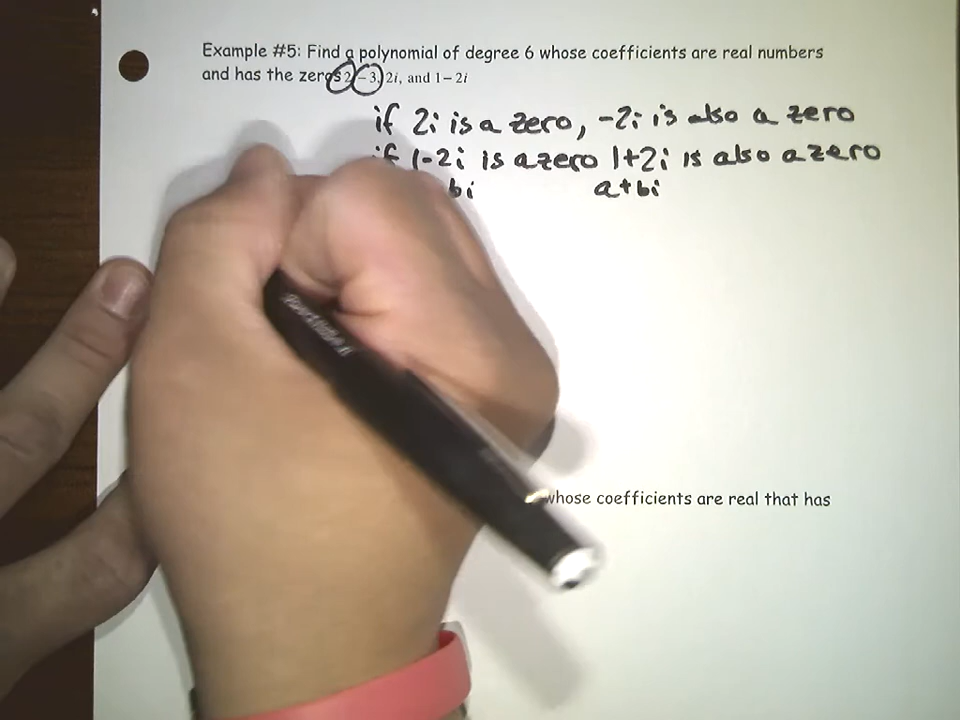 Example #5: Find a polynomial of degree 6 whose coefficients are real numbers
and has the zeros 2, -3, 2i, and 1 - 2i
if 2i is a zero, -2i is also a zero
if 1-2i is a zero 1+2i is also a zero
bi a+bi
whose coefficients are real that has